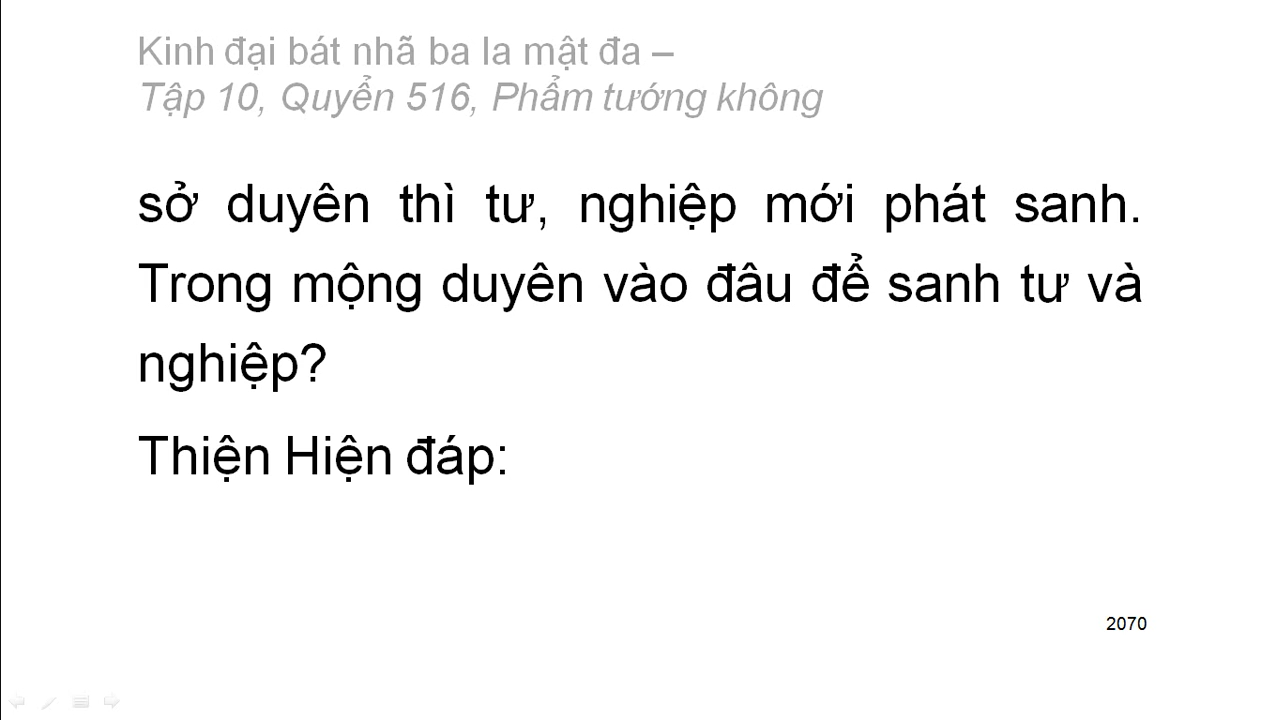 Kinh đại bát nhã ba la mật đa –
Tập 10, Quyển 516, Phẩm tướng không
sở duyên thì tư, nghiệp mới phát sanh.
Trong mộng duyên vào đâu để sanh tư và
nghiệp?
Thiện Hiện đáp:
2070